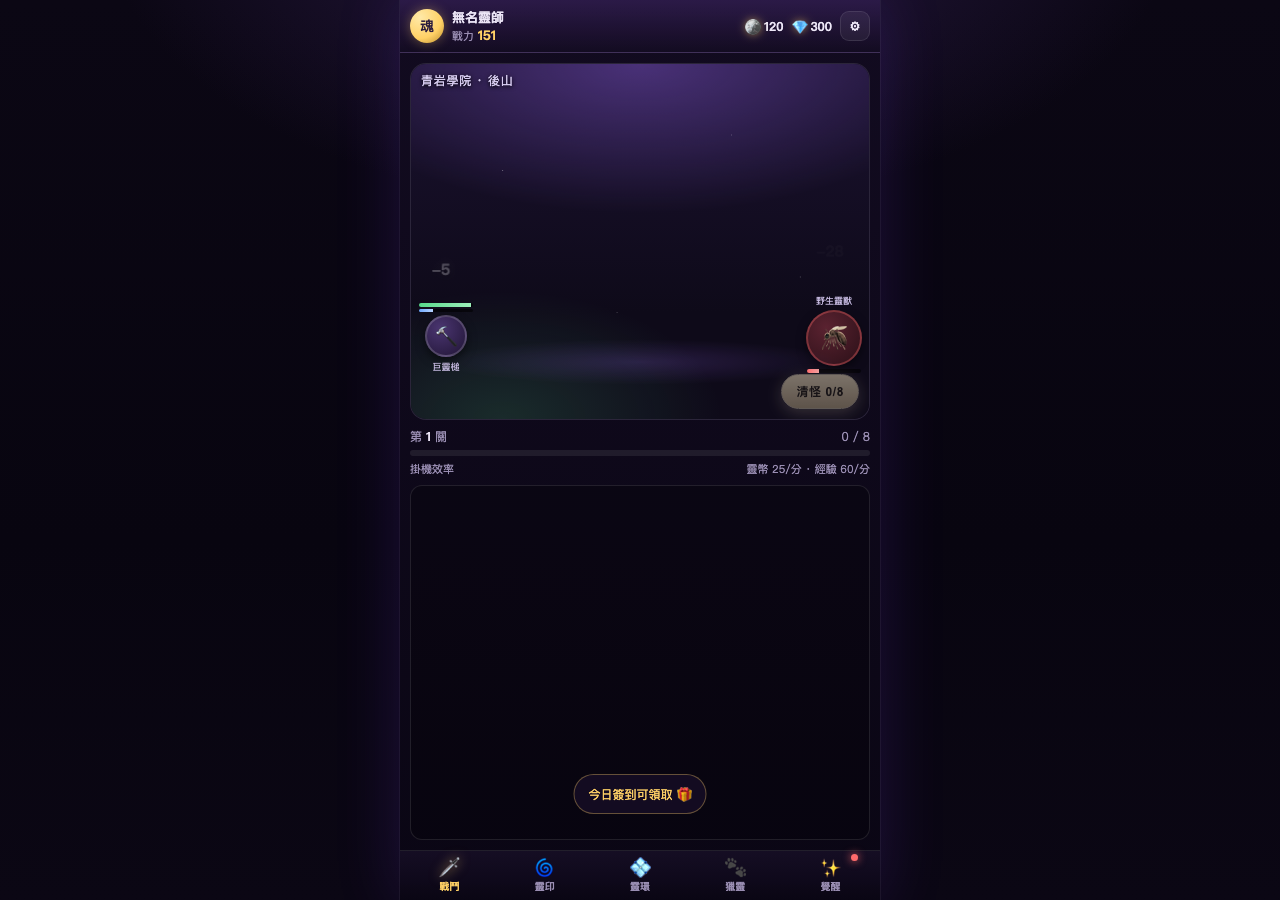 魂
無名靈師
戰力 151
120
300
青岩學院 · 後山
-28
-5
野生靈獸
巨靈槌
清怪 0/8
第 1 關
0 / 8
掛機效率
靈幣 25/分 · 經驗 60/分
今日簽到可領取
戰鬥
靈印
靈環
獵靈
覺醒